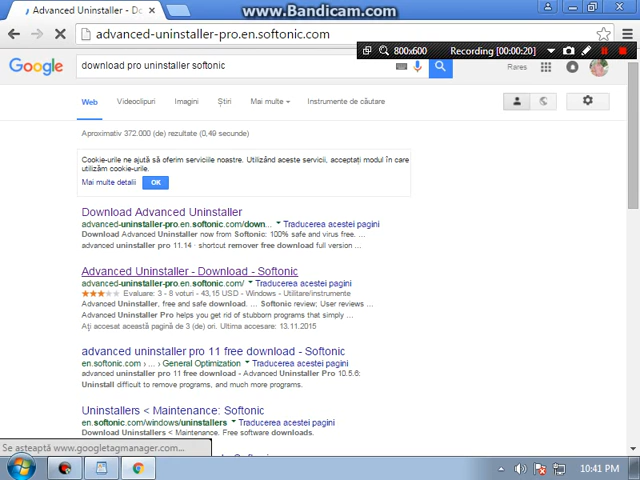 www.Bandicam.com
Advanced Uninstaller - Do
advanced-uninstaller-pro.en.softonic.com
800x600
Recording [00:00:20]
Google
download pro uninstaller softonic
Rares
Web
Videoclipuri
Imagini
Știri
Mai multe
Instrumente de căutare
Aproximativ 372.000 (de) rezultate (0,49 secunde)
Cookie-urile ne ajută să oferim serviciile noastre. Utilizând aceste servicii, acceptați modul în care
utilizăm cookie-urile.
Mai multe detalii
OK
Download Advanced Uninstaller
advanced-uninstaller-pro.en.softonic.com/down... Traducerea acestei pagini
Download Advanced Uninstaller now from Softonic: 100% safe and virus free. ...
advanced uninstaller pro 11.14 · shortcut remover free download full version ...
Advanced Uninstaller - Download - Softonic
advanced-uninstaller-pro.en.softonic.com/ Traducerea acestei pagini
Evaluare: 3 - 8 voturi - 43,15 USD - Windows - Utilitare/instrumente
Advanced Uninstaller, free and safe download. ... Softonic review; User reviews ...
Advanced Uninstaller Pro helps you get rid of stubborn programs that simply ...
Ați accesat această pagină de 3 (de) ori. Ultima accesare: 13.11.2015
advanced uninstaller pro 11 free download - Softonic
en.softonic.com › ... › General Optimization Traducerea acestei pagini
advanced uninstaller pro 11 free download - Advanced Uninstaller Pro 10.5.6:
Uninstall difficult to remove programs, and much more programs.
Uninstallers < Maintenance: Softonic
en.softonic.com/windows/uninstallers Traducerea acestei pagini
Download Uninstallers < Maintenance. Free software downloads.
Se așteaptă www.googletagmanager.com...
10:41 PM